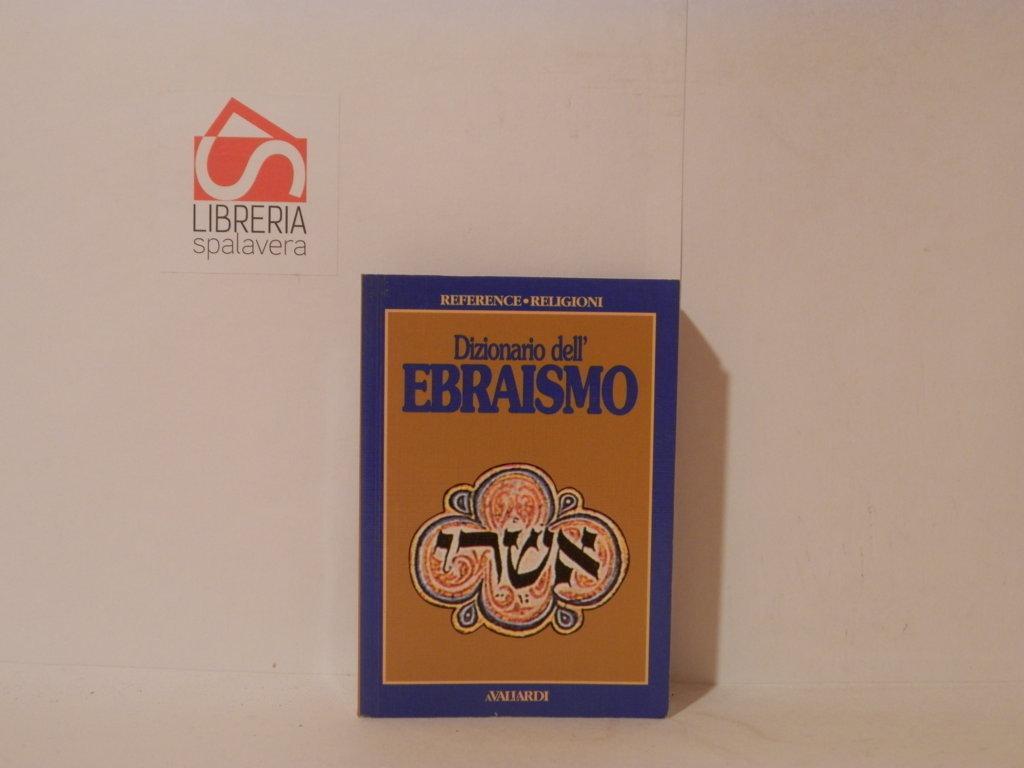 LIBRERIA
spalavera
REFERENCE•RELIGIONI
Dizionario dell'
EBRAISMO
אשרי
A.VALLARDI